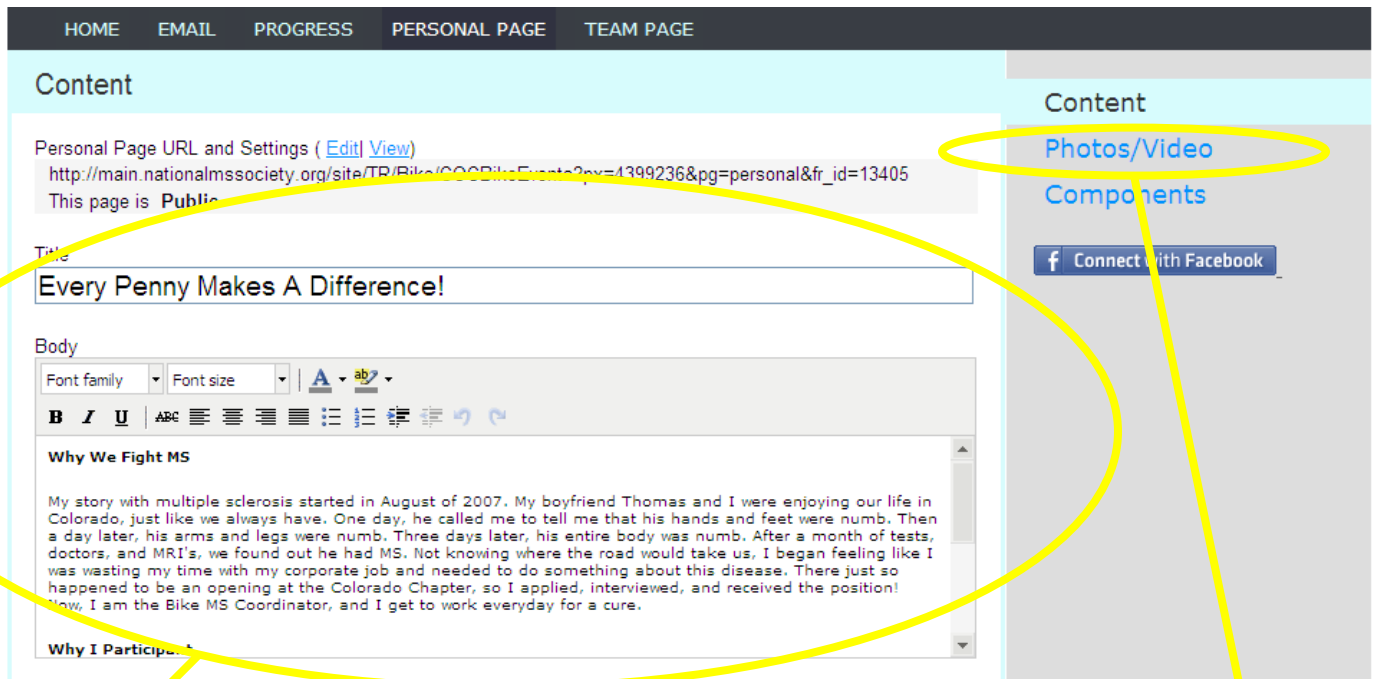 HOME EMAIL PROGRESS PERSONAL PAGE TEAM PAGE
Content
Personal Page URL and Settings ( Edit| View)
http://main.nationalmssociety.org/site/TR/Bike/COCBikeEvents?px=4399236&pg=personal&fr_id=13405
This page is Public
Title
Every Penny Makes A Difference!
Body
Font family Font size A ab
B I U ABC
Why We Fight MS
My story with multiple sclerosis started in August of 2007. My boyfriend Thomas and I were enjoying our life in
Colorado, just like we always have. One day, he called me to tell me that his hands and feet were numb. Then
a day later, his arms and legs were numb. Three days later, his entire body was numb. After a month of tests,
doctors, and MRI's, we found out he had MS. Not knowing where the road would take us, I began feeling like I
was wasting my time with my corporate job and needed to do something about this disease. There just so
happened to be an opening at the Colorado Chapter, so I applied, interviewed, and received the position!
Now, I am the Bike MS Coordinator, and I get to work everyday for a cure.
Why I Participant
Content
Photos/Video
Components
f Connect with Facebook